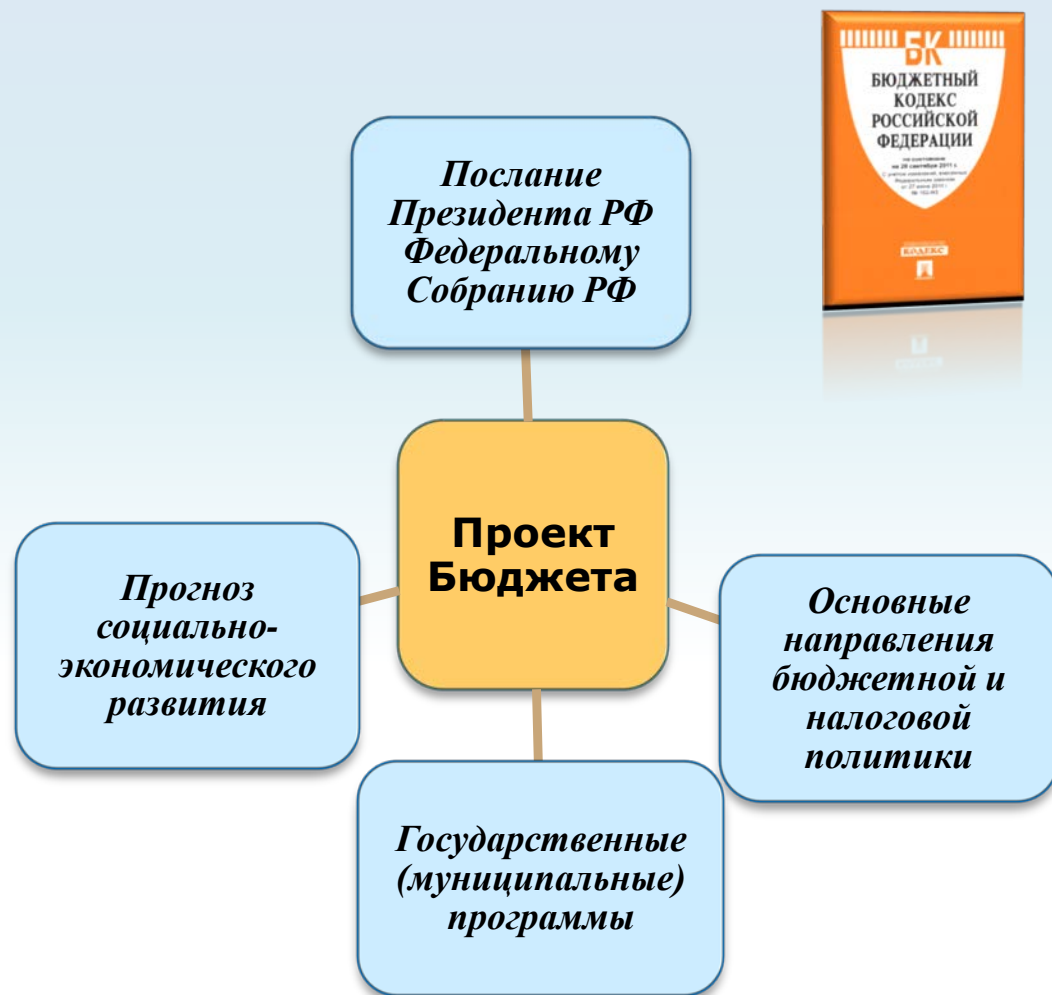 БК
БЮДЖЕТНЫЙ
КОДЕКС
РОССИЙСКОЙ
ФЕДЕРАЦИИ
Послание
Президента РФ
Федеральному
Собранию РФ
Проект
Бюджета
Прогноз
социально-
экономического
развития
Основные
направления
бюджетной и
налоговой
политики
Государственные
(муниципальные)
программы